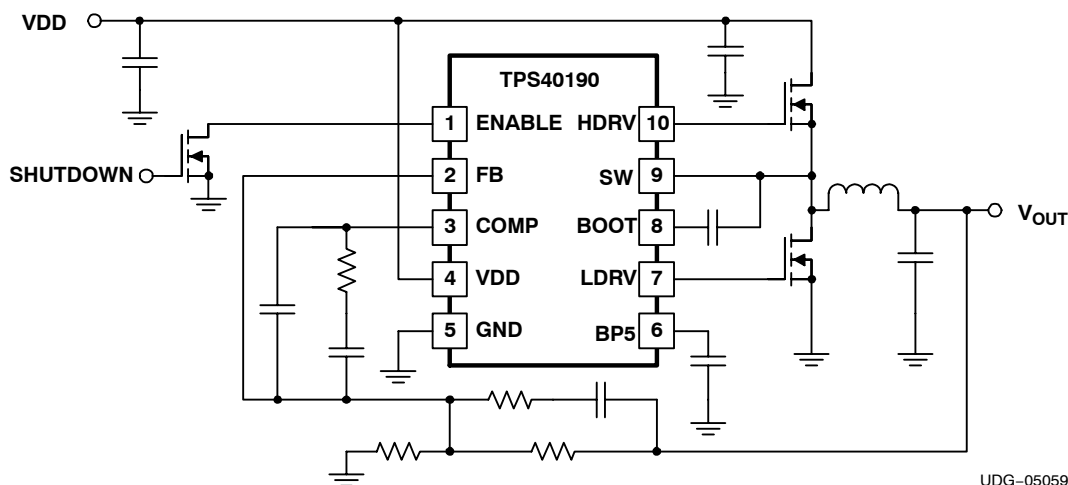 VDD
TPS40190
1 ENABLE HDRV 10
SHUTDOWN
2 FB SW 9
3 COMP BOOT 8
VOUT
4 VDD LDRV 7
5 GND BP5 6
UDG–05059